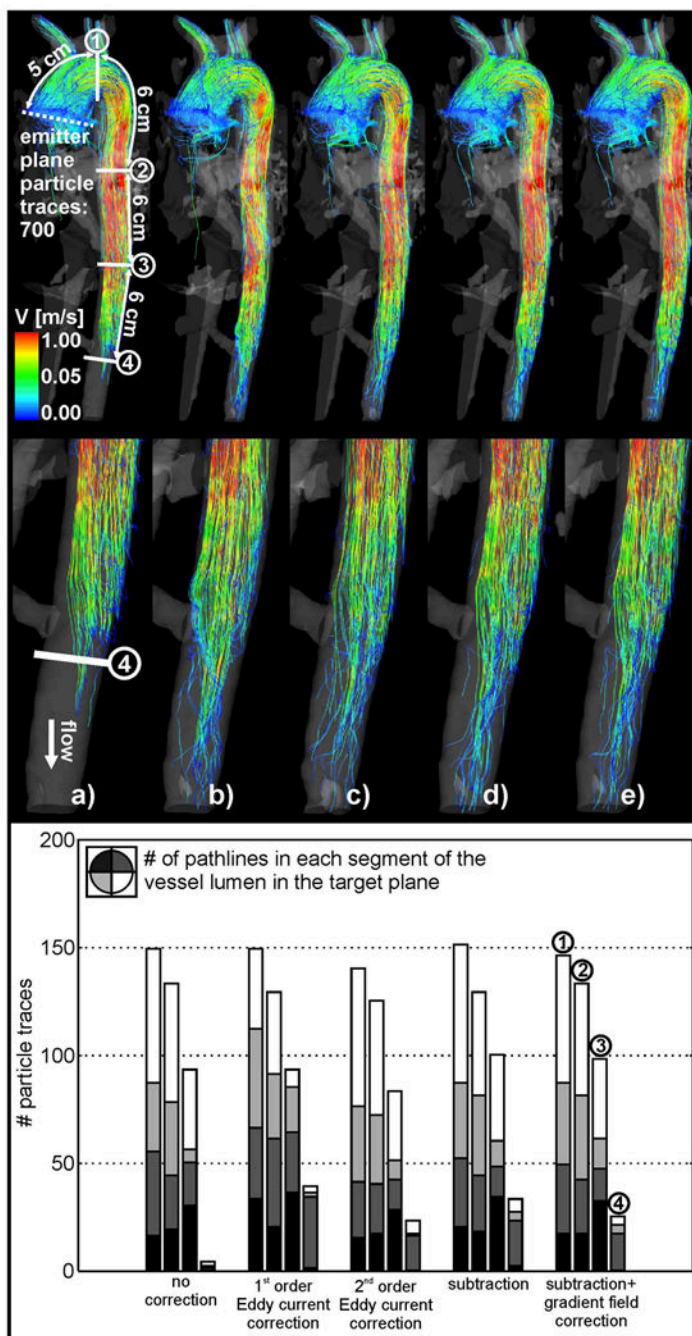 1
5 cm
6 cm
emitter
plane
particle
traces:
700
2
6 cm
3
6 cm
V [m/s]
1.00
0.05
0.00
4
4
flow
a)
b)
c)
d)
e)
200
# of pathlines in each segment of the
vessel lumen in the target plane
150
1
2
3
100
# particle traces
50
4
0
no
correction
1st order
Eddy current
correction
2nd order
Eddy current
correction
subtraction
subtraction+
gradient field
correction